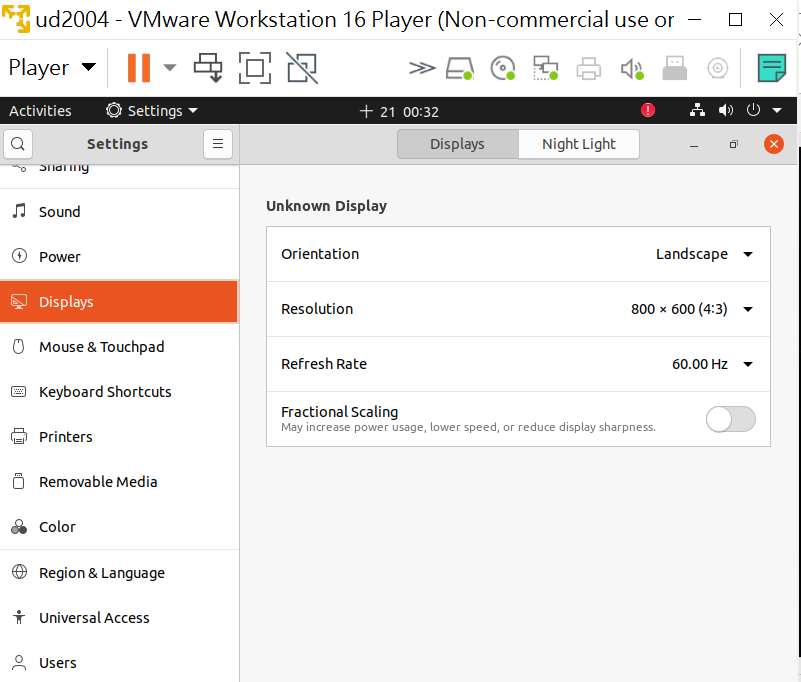 ud2004 - VMware Workstation 16 Player (Non-commercial use or
Player
Activities Settings 十 21 00:32
Settings Displays Night Light
Sharing
Sound
Power
Displays
Mouse & Touchpad
Keyboard Shortcuts
Printers
Removable Media
Color
Region & Language
Universal Access
Users
Unknown Display
Orientation Landscape
Resolution 800 × 600 (4:3)
Refresh Rate 60.00 Hz
Fractional Scaling
May increase power usage, lower speed, or reduce display sharpness.